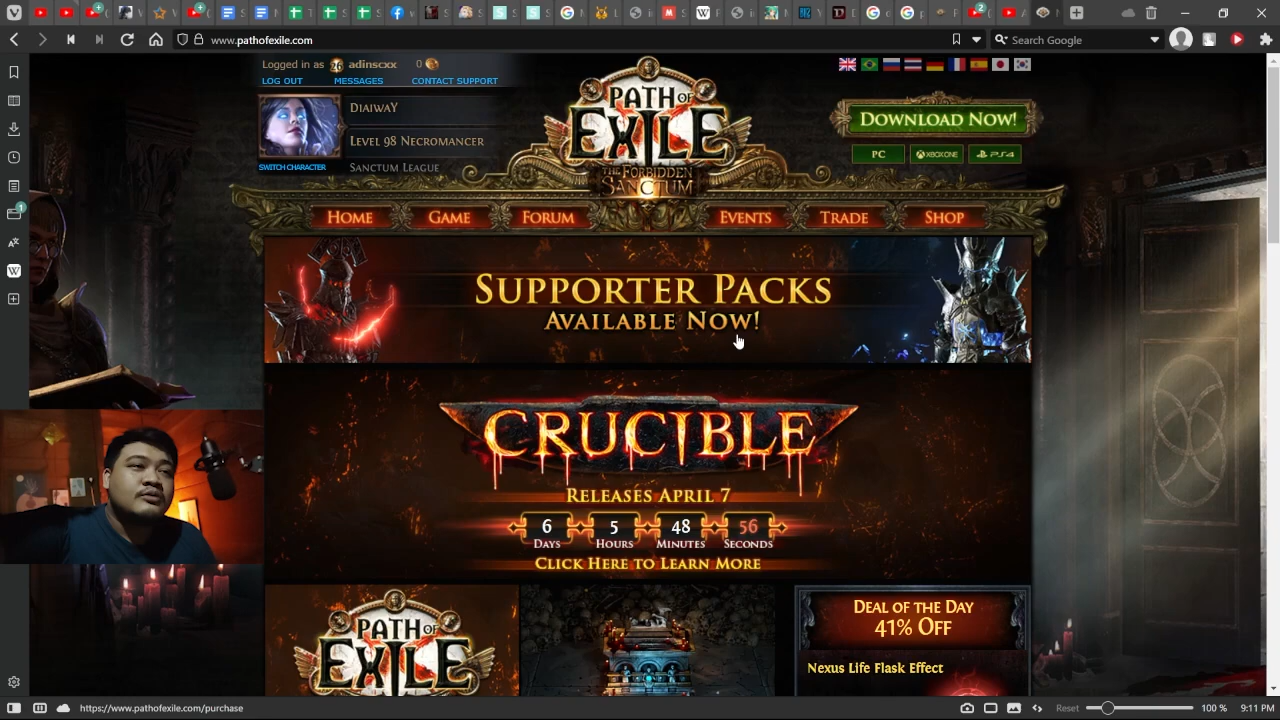 www.pathofexile.com
Search Google
Logged in as 26 adinscxx 0
LOG OUT MESSAGES CONTACT SUPPORT
DIAIWAY
LEVEL 98 NECROMANCER
SWITCH CHARACTER SANCTUM LEAGUE
PATH OF
EXILE
THE FORBIDDEN
SANCTUM
DOWNLOAD NOW!
PC XBOX ONE PS4
HOME GAME FORUM EVENTS TRADE SHOP
SUPPORTER PACKS
AVAILABLE NOW!
CRUCIBLE
RELEASES APRIL 7
6 5 48 56
DAYS HOURS MINUTES SECONDS
CLICK HERE TO LEARN MORE
PATH OF
EXILE
DEAL OF THE DAY
41% OFF
Nexus Life Flask Effect
https://www.pathofexile.com/purchase
Reset 100 % 9:11 PM